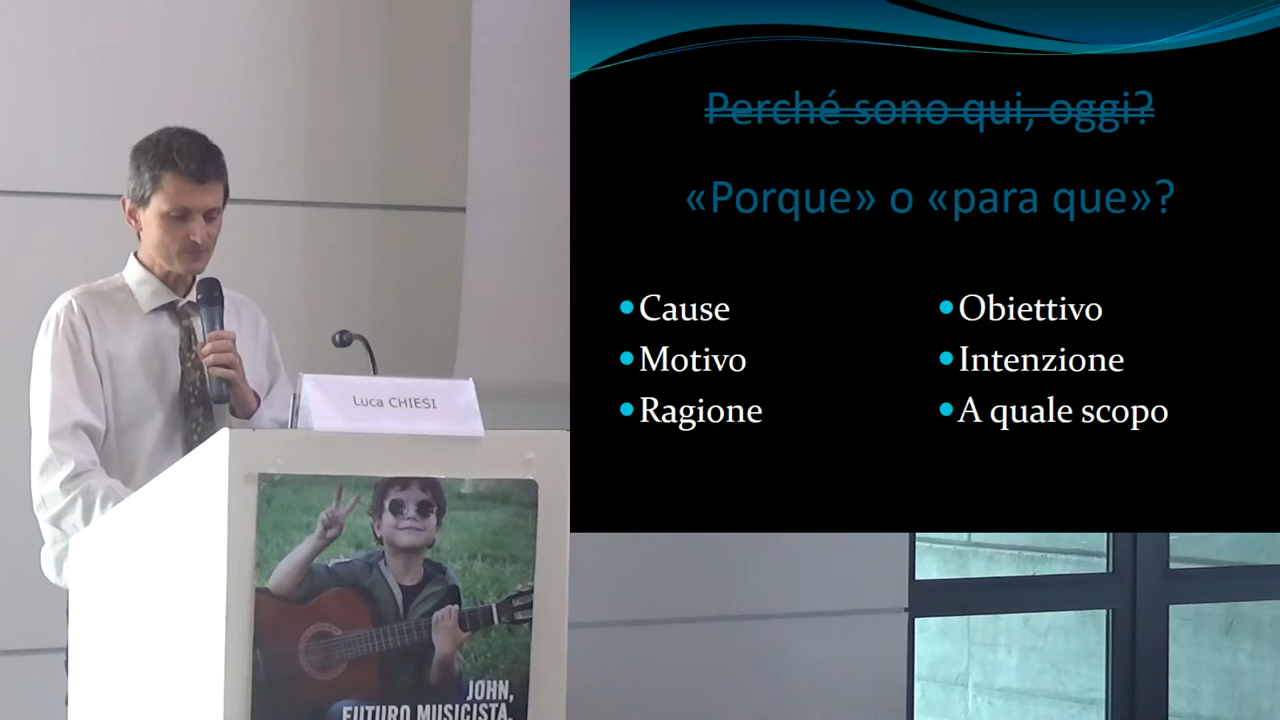 Perché sono qui, oggi?
«Porque» o «para que»?
Cause
Motivo
Ragione
Obiettivo
Intenzione
A quale scopo
Luca CHIESI
JOHN,
FUTURO MUSICISTA.